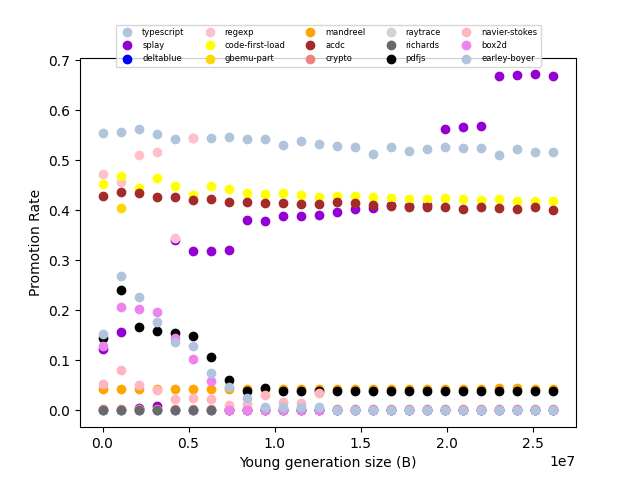 typescript regexp mandreel raytrace navier-stokes
splay code-first-load acdc richards box2d
deltablue gbemu-part crypto pdfjs earley-boyer
0.7
0.6
0.5
0.4
0.3
0.2
0.1
0.0
Promotion Rate
0.0 0.5 1.0 1.5 2.0 2.5
Young generation size (B) 1e7